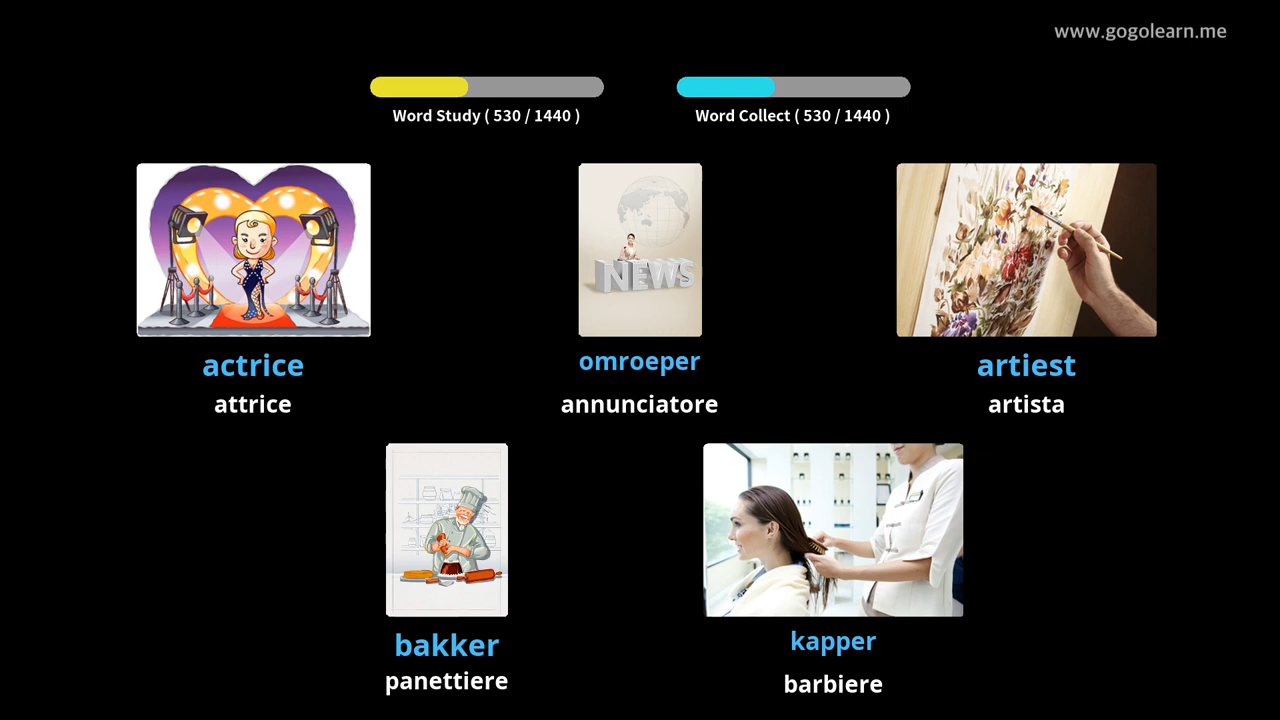 www.gogolearn.me
Word Study ( 530 / 1440 )
Word Collect ( 530 / 1440 )
NEWS
actrice
attrice
omroeper
annunciatore
artiest
artista
bakker
panettiere
kapper
barbiere